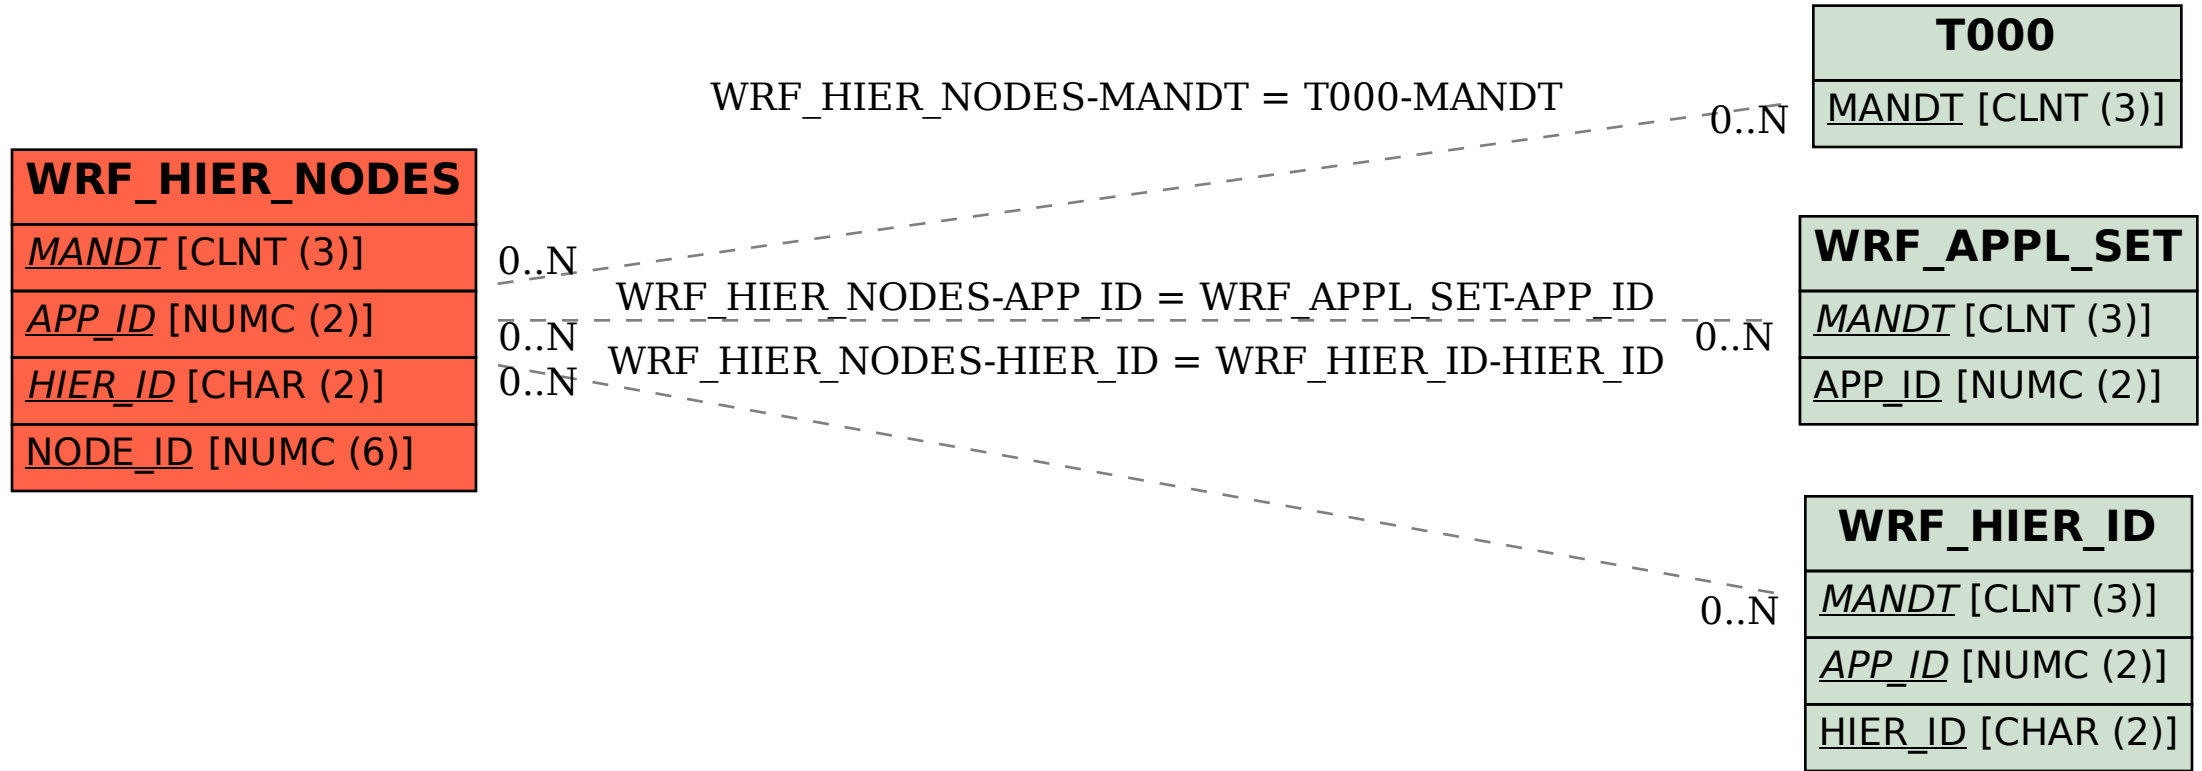 WRF_HIER_NODES
MANDT [CLNT (3)]
APP_ID [NUMC (2)]
HIER_ID [CHAR (2)]
NODE_ID [NUMC (6)]
WRF_HIER_NODES-MANDT = T000-MANDT
0..N
0..N
WRF_HIER_NODES-APP_ID = WRF_APPL_SET-APP_ID
0..N
0..N
WRF_HIER_NODES-HIER_ID = WRF_HIER_ID-HIER_ID
0..N
0..N
T000
MANDT [CLNT (3)]
WRF_APPL_SET
MANDT [CLNT (3)]
APP_ID [NUMC (2)]
WRF_HIER_ID
MANDT [CLNT (3)]
APP_ID [NUMC (2)]
HIER_ID [CHAR (2)]